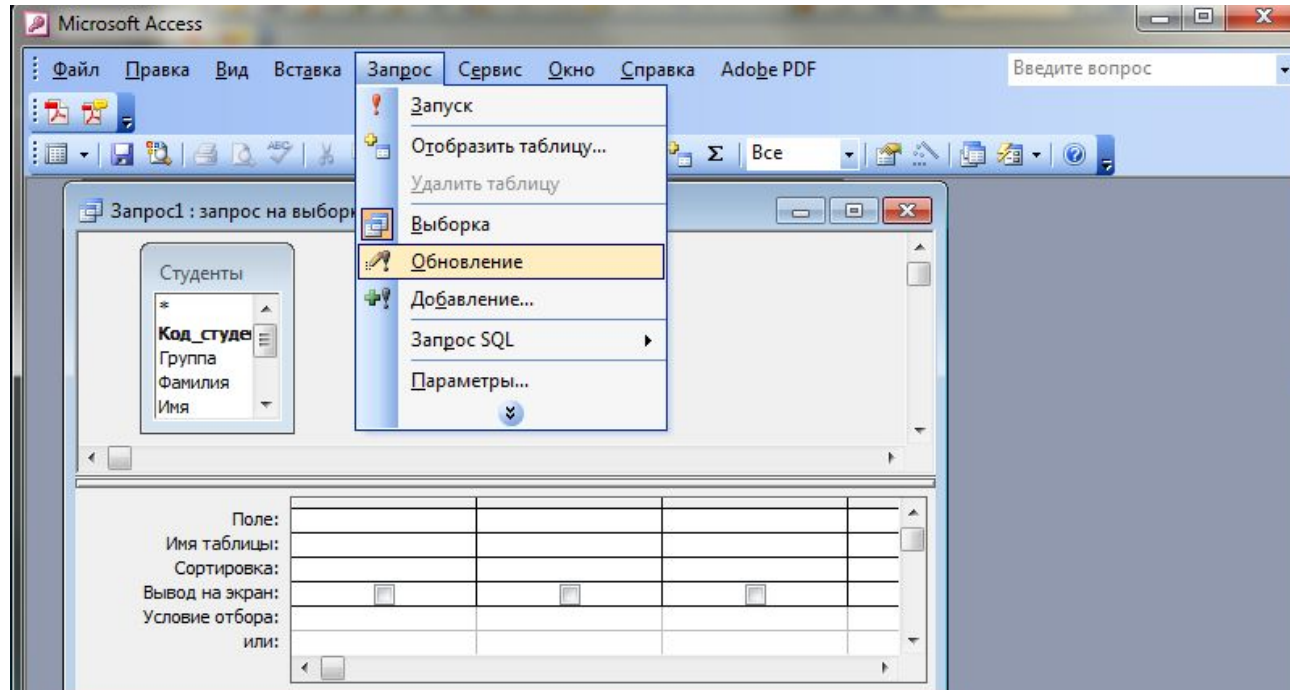 Microsoft Access
Файл Правка Вид Вставка Запрос Сервис Окно Справка Adobe PDF Введите вопрос
Запуск
Отобразить таблицу...
Удалить таблицу
Выборка
Обновление
Добавление...
Запрос SQL
Параметры...
ABC Σ Все
Запрос1 : запрос на выборк
Студенты
*
Код_студе
Группа
Фамилия
Имя
Поле:
Имя таблицы:
Сортировка:
Вывод на экран:
Условие отбора:
или: